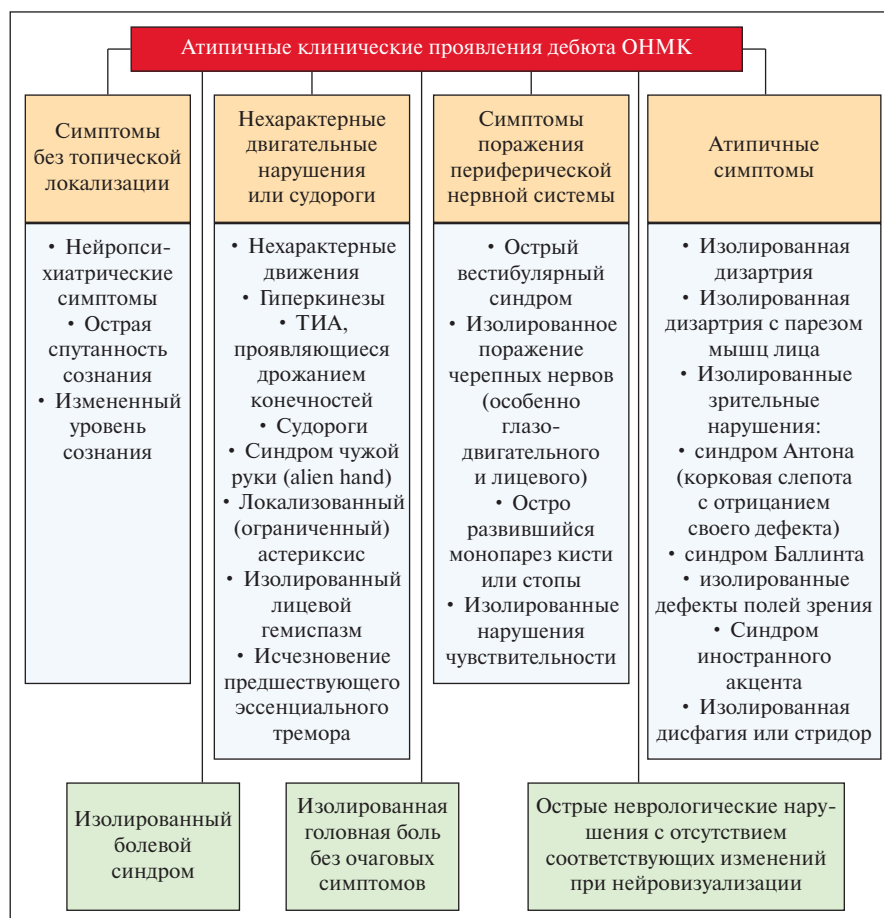 Атипичные клинические проявления дебюта ОНМК
Симптомы
без топической
локализации
• Нейропси-
хиатрические
симптомы
• Острая
спутанность
сознания
• Измененный
уровень
сознания
Нехарактерные
двигательные
нарушения
или судороги
• Нехарактерные
движения
• Гиперкинезы
• ТИА,
проявляющиеся
дрожанием
конечностей
• Судороги
• Синдром чужой
руки (alien hand)
• Локализованный
(ограниченный)
астериксис
• Изолированный
лицевой
гемиспазм
• Исчезновение
предшествующего
эссенциального
тремора
Симптомы
поражения
периферической
нервной системы
• Острый
вестибулярный
синдром
• Изолированное
поражение
черепных нервов
(особенно
глазо-
двигательного
и лицевого)
• Остро
развившийся
монопарез кисти
или стопы
• Изолированные
нарушения
чувствительности
Атипичные
симптомы
• Изолированная
дизартрия
• Изолированная
дизартрия с парезом
мышц лица
• Изолированные
зрительные
нарушения:
• синдром Антона
(корковая слепота
с отрицанием
своего дефекта)
• синдром Баллинта
• изолированные
дефекты полей зрения
• Синдром
иностранного
акцента
• Изолированная
дисфагия или стридор
Изолированный
болевой
синдром
Изолированная
головная боль
без очаговых
симптомов
Острые неврологические нару-
шения с отсутствием
соответствующих изменений
при нейровизуализации